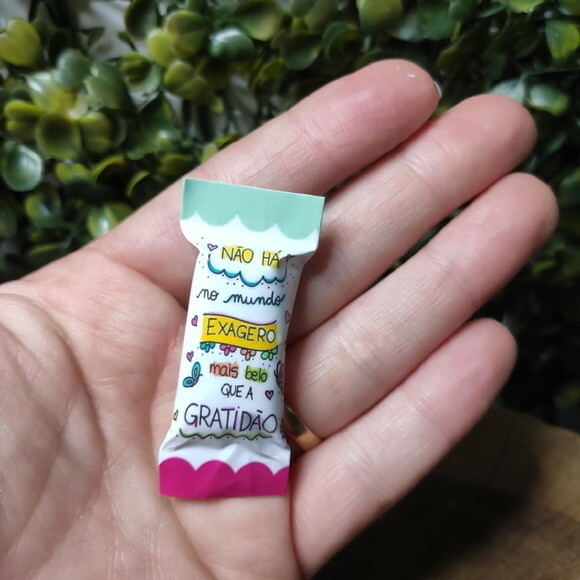 NÃO HÁ
no mundo
EXAGERO
mais belo
QUE A
GRATIDÃO